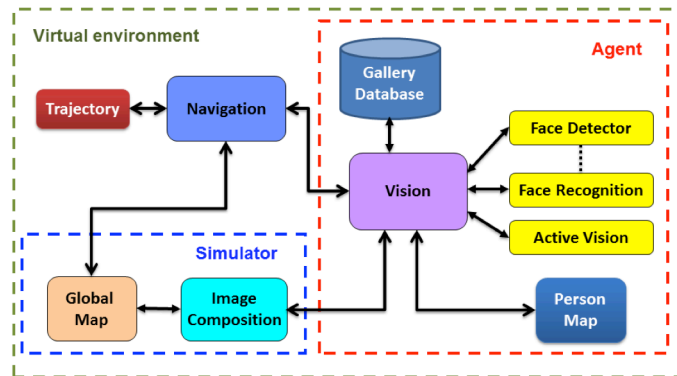 Virtual environment
Agent
Gallery
Database
Trajectory
Navigation
Face Detector
Vision
Face Recognition
Active Vision
Simulator
Global
Map
Image
Composition
Person
Map